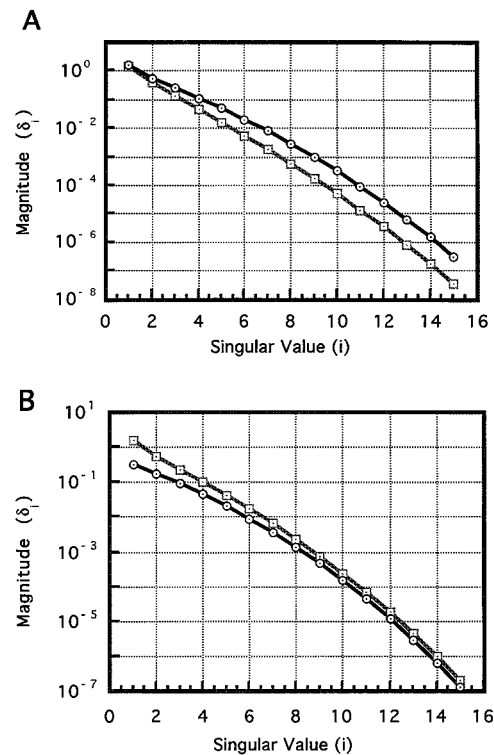 A
Magnitude (δi)
10^0
10^-2
10^-4
10^-6
10^-8
0 2 4 6 8 10 12 14 16
Singular Value (i)
B
Magnitude (δi)
10^1
10^-1
10^-3
10^-5
10^-7
0 2 4 6 8 10 12 14 16
Singular Value (i)